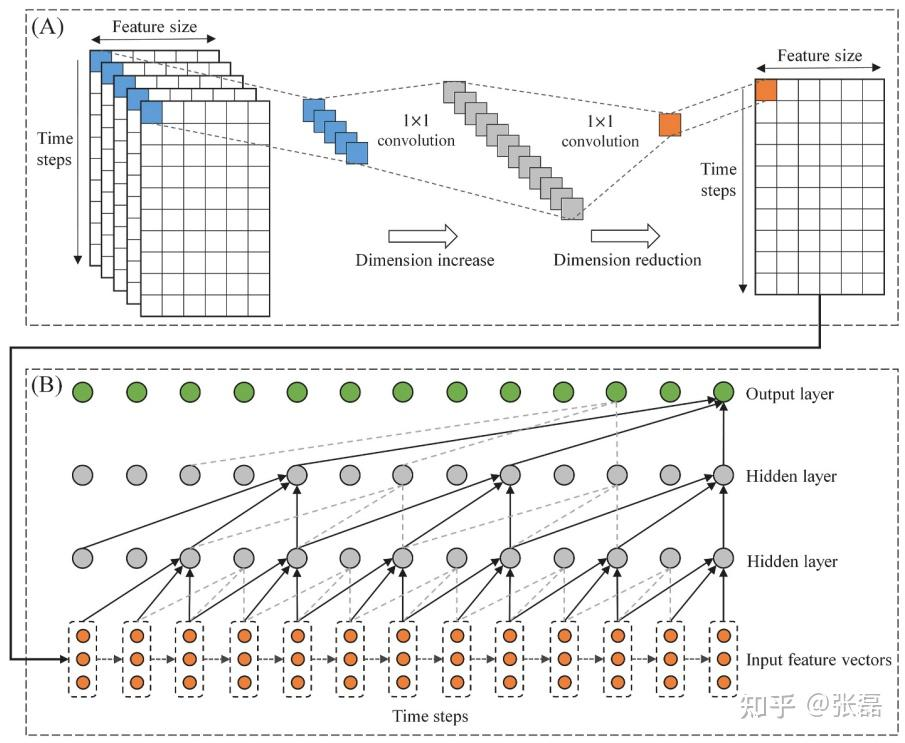 (A)
Feature size
Time
steps
1×1
convolution
1×1
convolution
Dimension increase
Dimension reduction
Feature size
Time
steps
(B)
Output layer
Hidden layer
Hidden layer
Input feature vectors
Time steps
知乎 @张磊